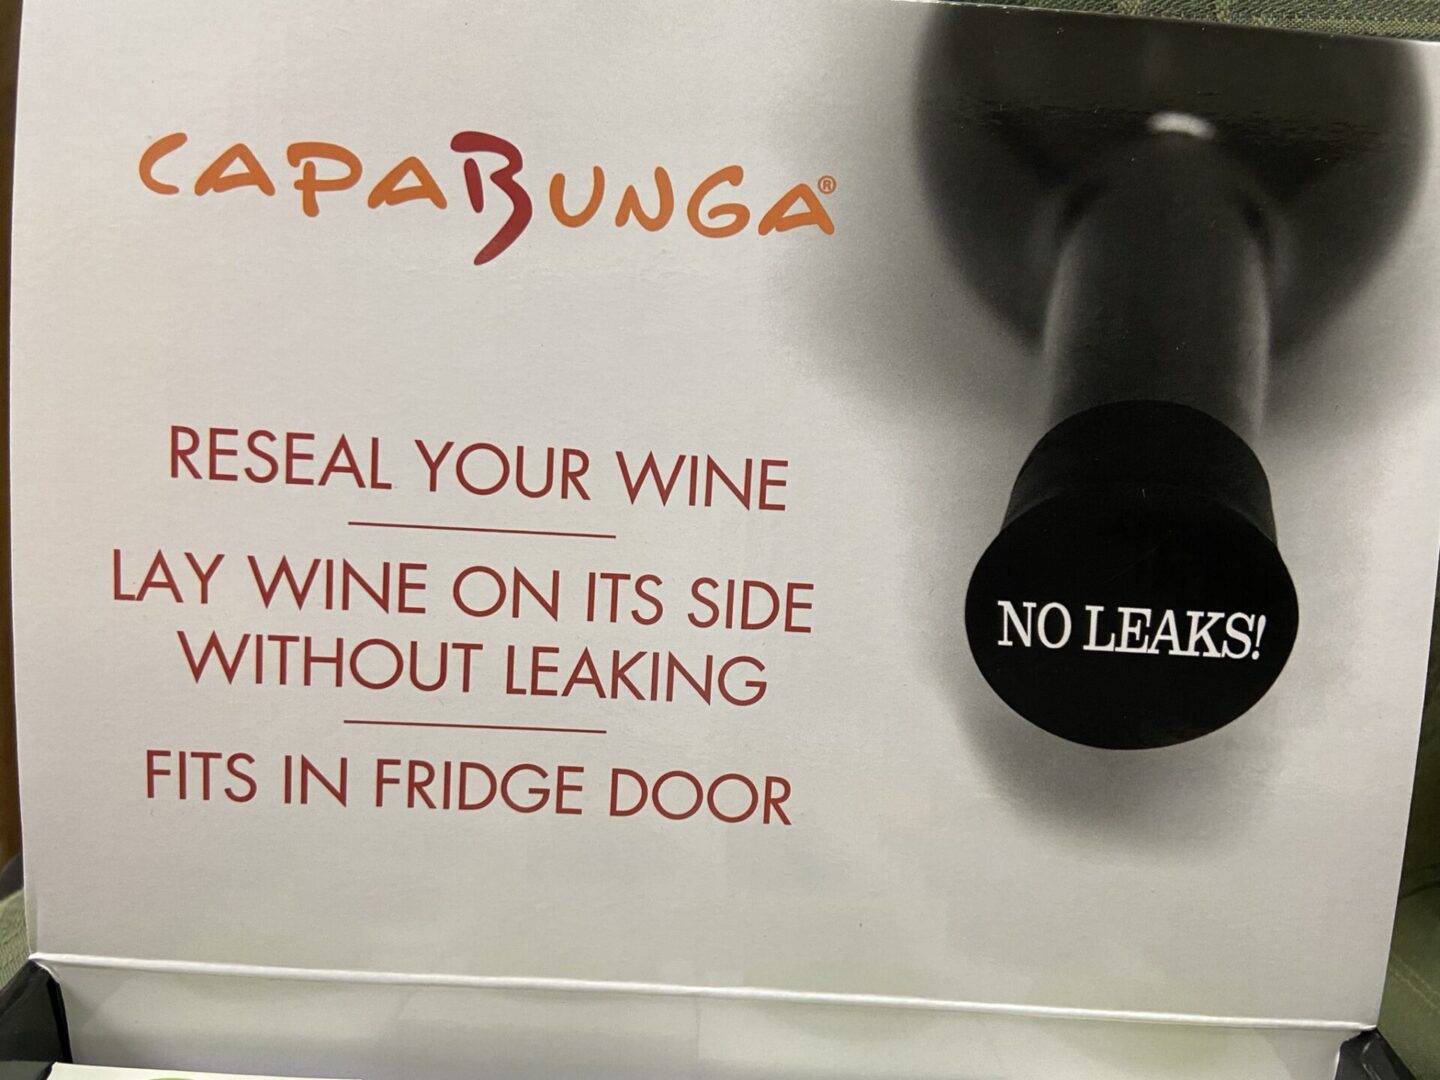 CAPABUNGA®
RESEAL YOUR WINE
LAY WINE ON ITS SIDE
WITHOUT LEAKING
FITS IN FRIDGE DOOR
NO LEAKS!